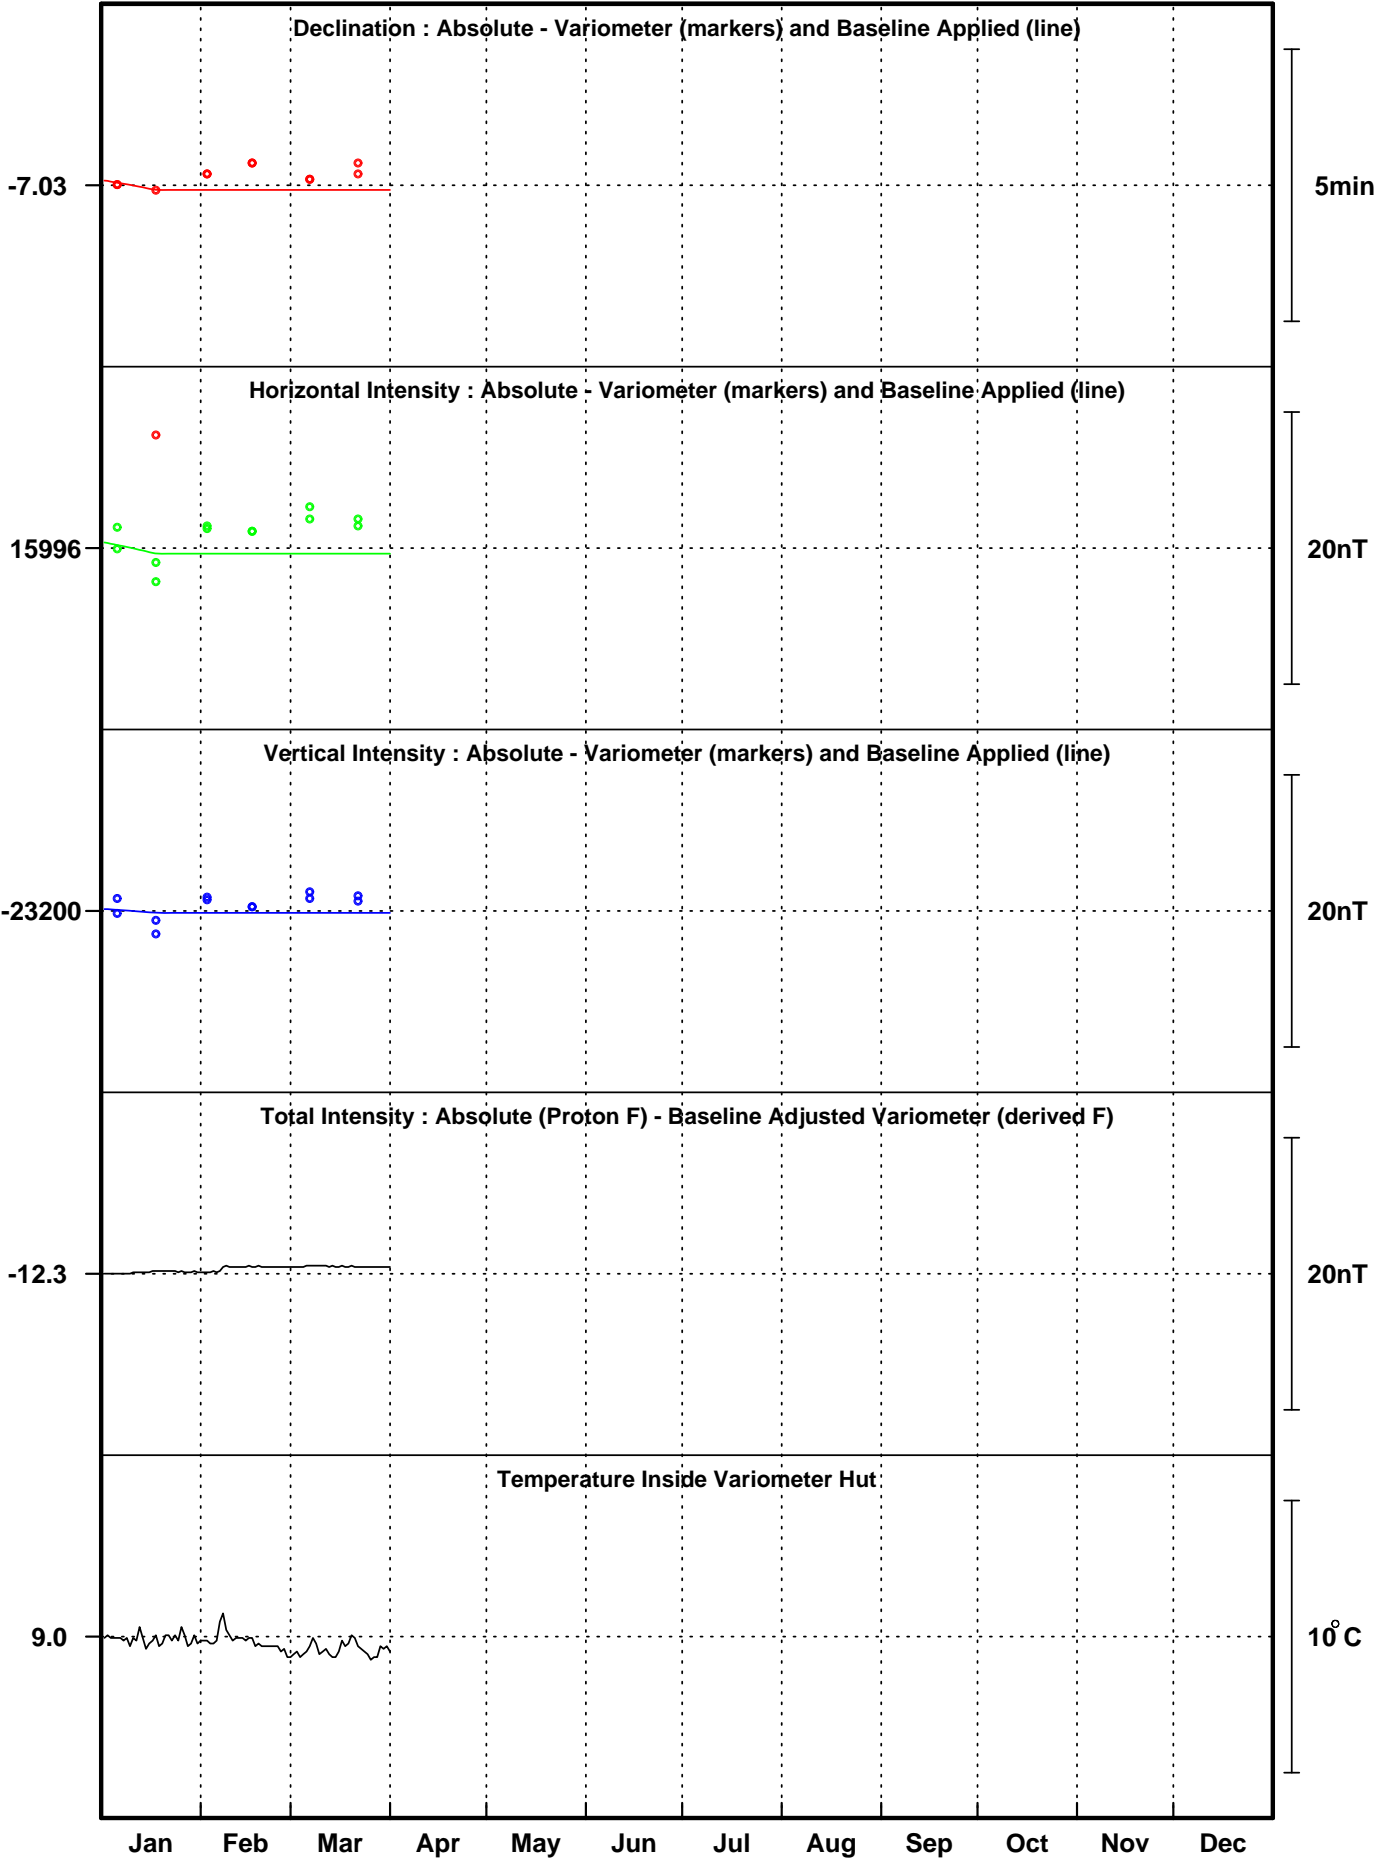 Declination : Absolute - Variometer (markers) and Baseline Applied (line)
-7.03
5min
Horizontal Intensity : Absolute - Variometer (markers) and Baseline Applied (line)
15996
20nT
Vertical Intensity : Absolute - Variometer (markers) and Baseline Applied (line)
-23200
20nT
Total Intensity : Absolute (Proton F) - Baseline Adjusted Variometer (derived F)
-12.3
20nT
Temperature Inside Variometer Hut
9.0
10°C
Jan Feb Mar Apr May Jun Jul Aug Sep Oct Nov Dec